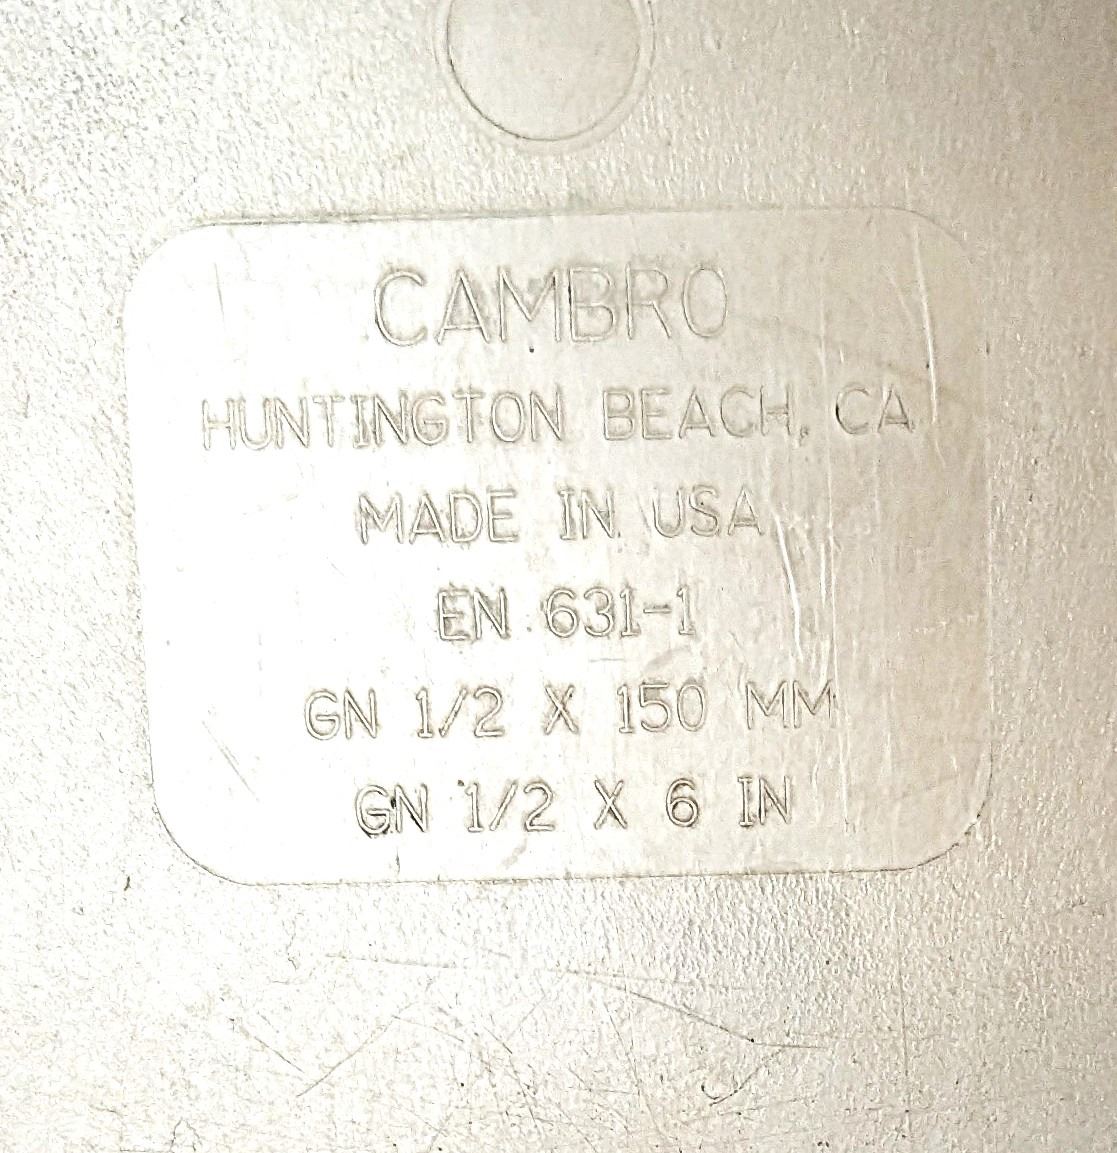 CAMBRO
HUNTINGTON BEACH, CA
MADE IN USA
EN 631-1
GN 1/2 X 150 MM
GN 1/2 X 6 IN